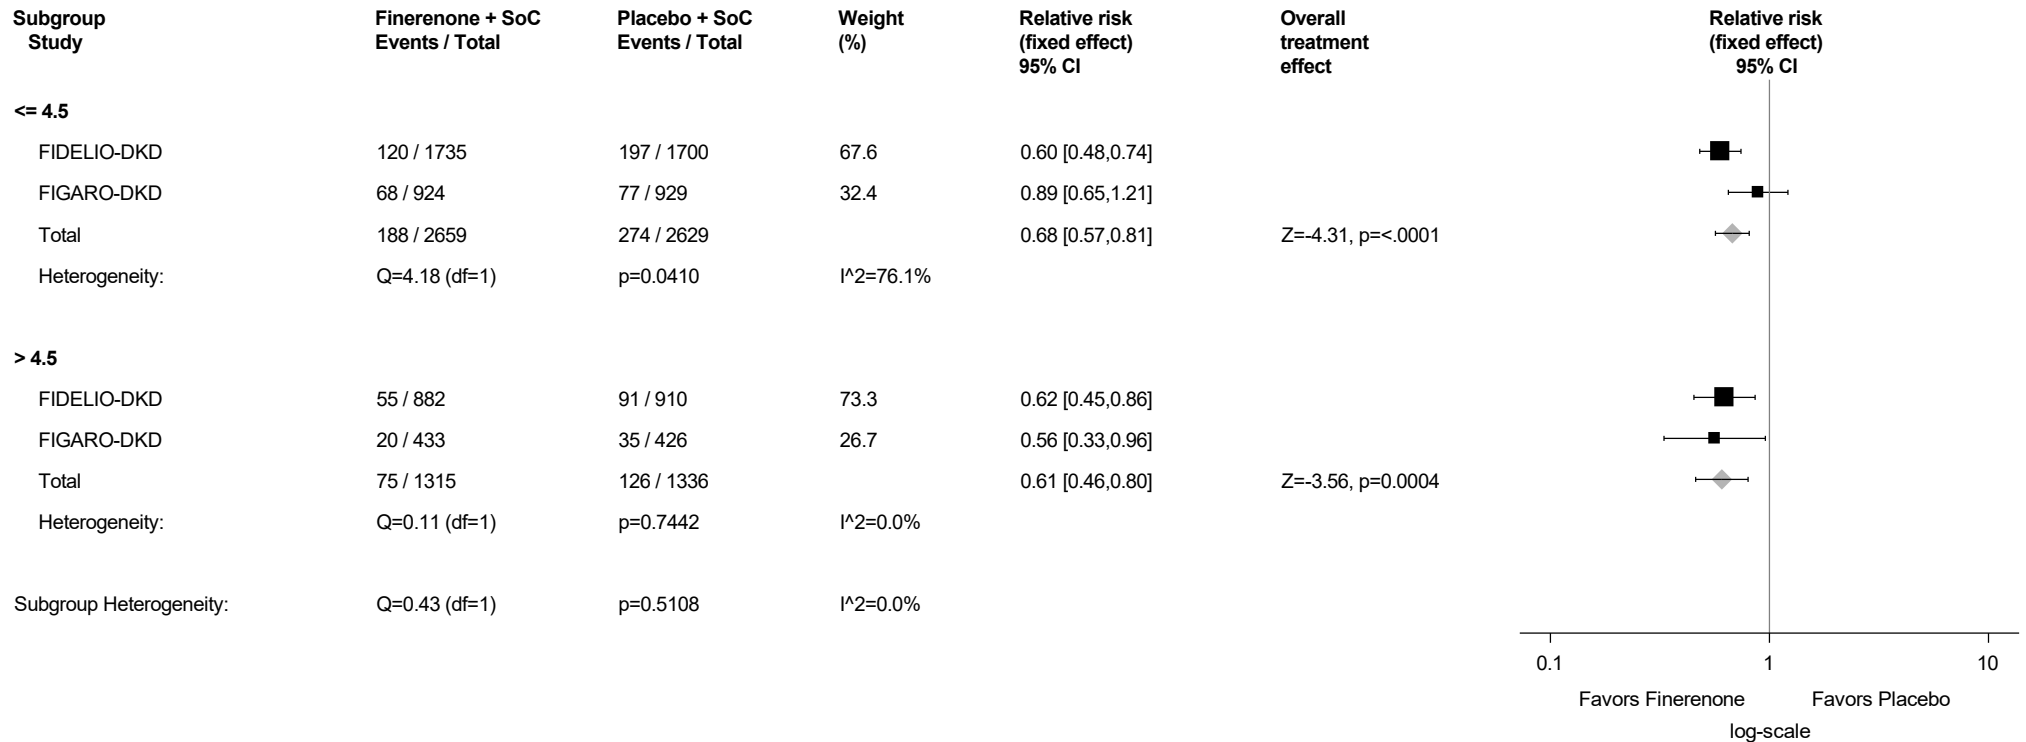 Subgroup Finerenone + SoC Placebo + SoC Weight Relative risk Overall Relative risk
Study Events / Total Events / Total (%) (fixed effect) treatment (fixed effect)
95% CI effect 95% CI
<= 4.5
FIDELIO-DKD 120 / 1735 197 / 1700 67.6 0.60 [0.48,0.74]
FIGARO-DKD 68 / 924 77 / 929 32.4 0.89 [0.65,1.21]
Total 188 / 2659 274 / 2629 0.68 [0.57,0.81] Z=-4.31, p=<.0001
Heterogeneity: Q=4.18 (df=1) p=0.0410 I^2=76.1%
> 4.5
FIDELIO-DKD 55 / 882 91 / 910 73.3 0.62 [0.45,0.86]
FIGARO-DKD 20 / 433 35 / 426 26.7 0.56 [0.33,0.96]
Total 75 / 1315 126 / 1336 0.61 [0.46,0.80] Z=-3.56, p=0.0004
Heterogeneity: Q=0.11 (df=1) p=0.7442 I^2=0.0%
Subgroup Heterogeneity: Q=0.43 (df=1) p=0.5108 I^2=0.0%
0.1 1 10
Favors Finerenone Favors Placebo
log-scale